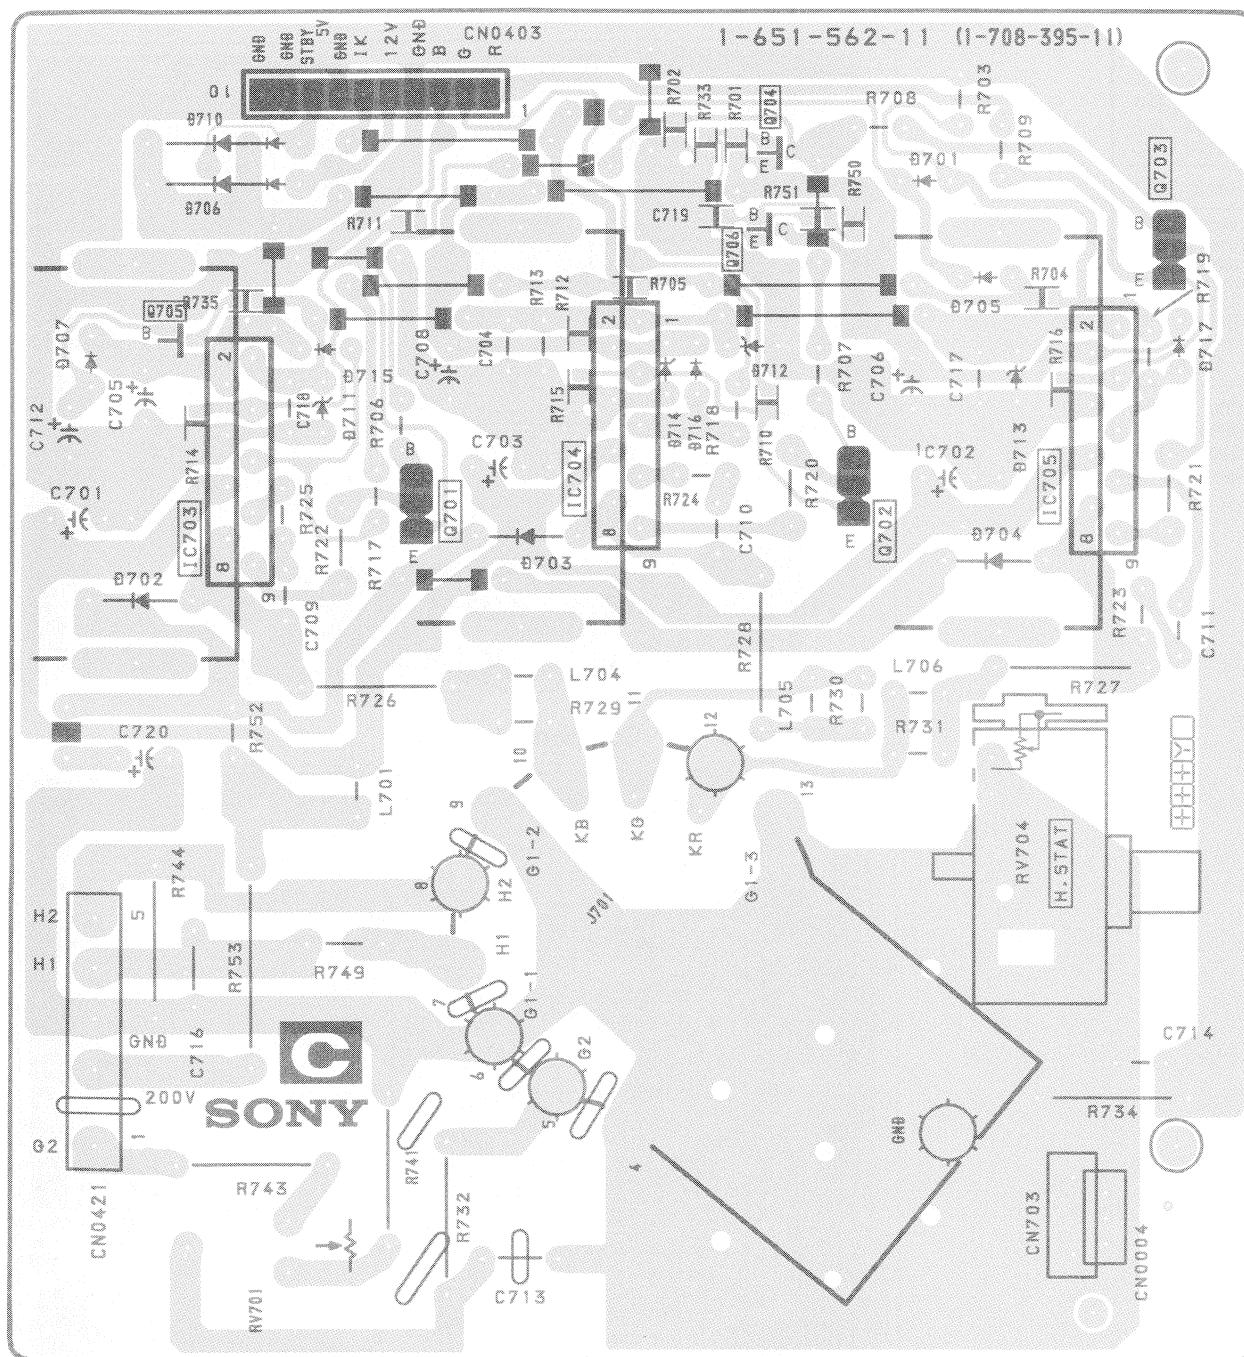 GND
GND
STBY
5V
GND
IK
12V
GND
B
G
R
CN0403
1-651-562-11 (1-708-395-11)
10
1
D710
D706
R711
R702
R733
R701
Q704
B
C
E
R708
R703
R709
D701
Q703
B
E
R751
R750
C719
B
C
E
Q706
R735
Q705
B
R713
R712
R705
R704
D705
R719
D717
D707
C705
C712
2
D715
C718
D711
R706
C708
C704
2
1
D712
R707
C706
C717
2
1
R716
R715
D714
D716
R718
R710
D713
R714
C701
IC703
8
9
R725
R722
R717
B
Q701
E
C703
IC704
8
9
D703
R724
C710
R720
B
Q702
E
C702
IC705
8
9
D704
R721
D702
C709
R723
C711
R728
R726
L704
R729
11
12
L705
R730
L706
R731
R727
C720
R752
L701
10
9
13
KB
KG
KR
G1-2
G1-3
RV704
H.STAT
R744
8
H2
J701
H2
H1
5
R753
R749
H1
G1-1
7
GND
C716
200V
G2
1
SONY
6
G2
5
C714
R734
GND
4
R743
R741
R732
CN0421
RV701
C713
CN703
CN0004